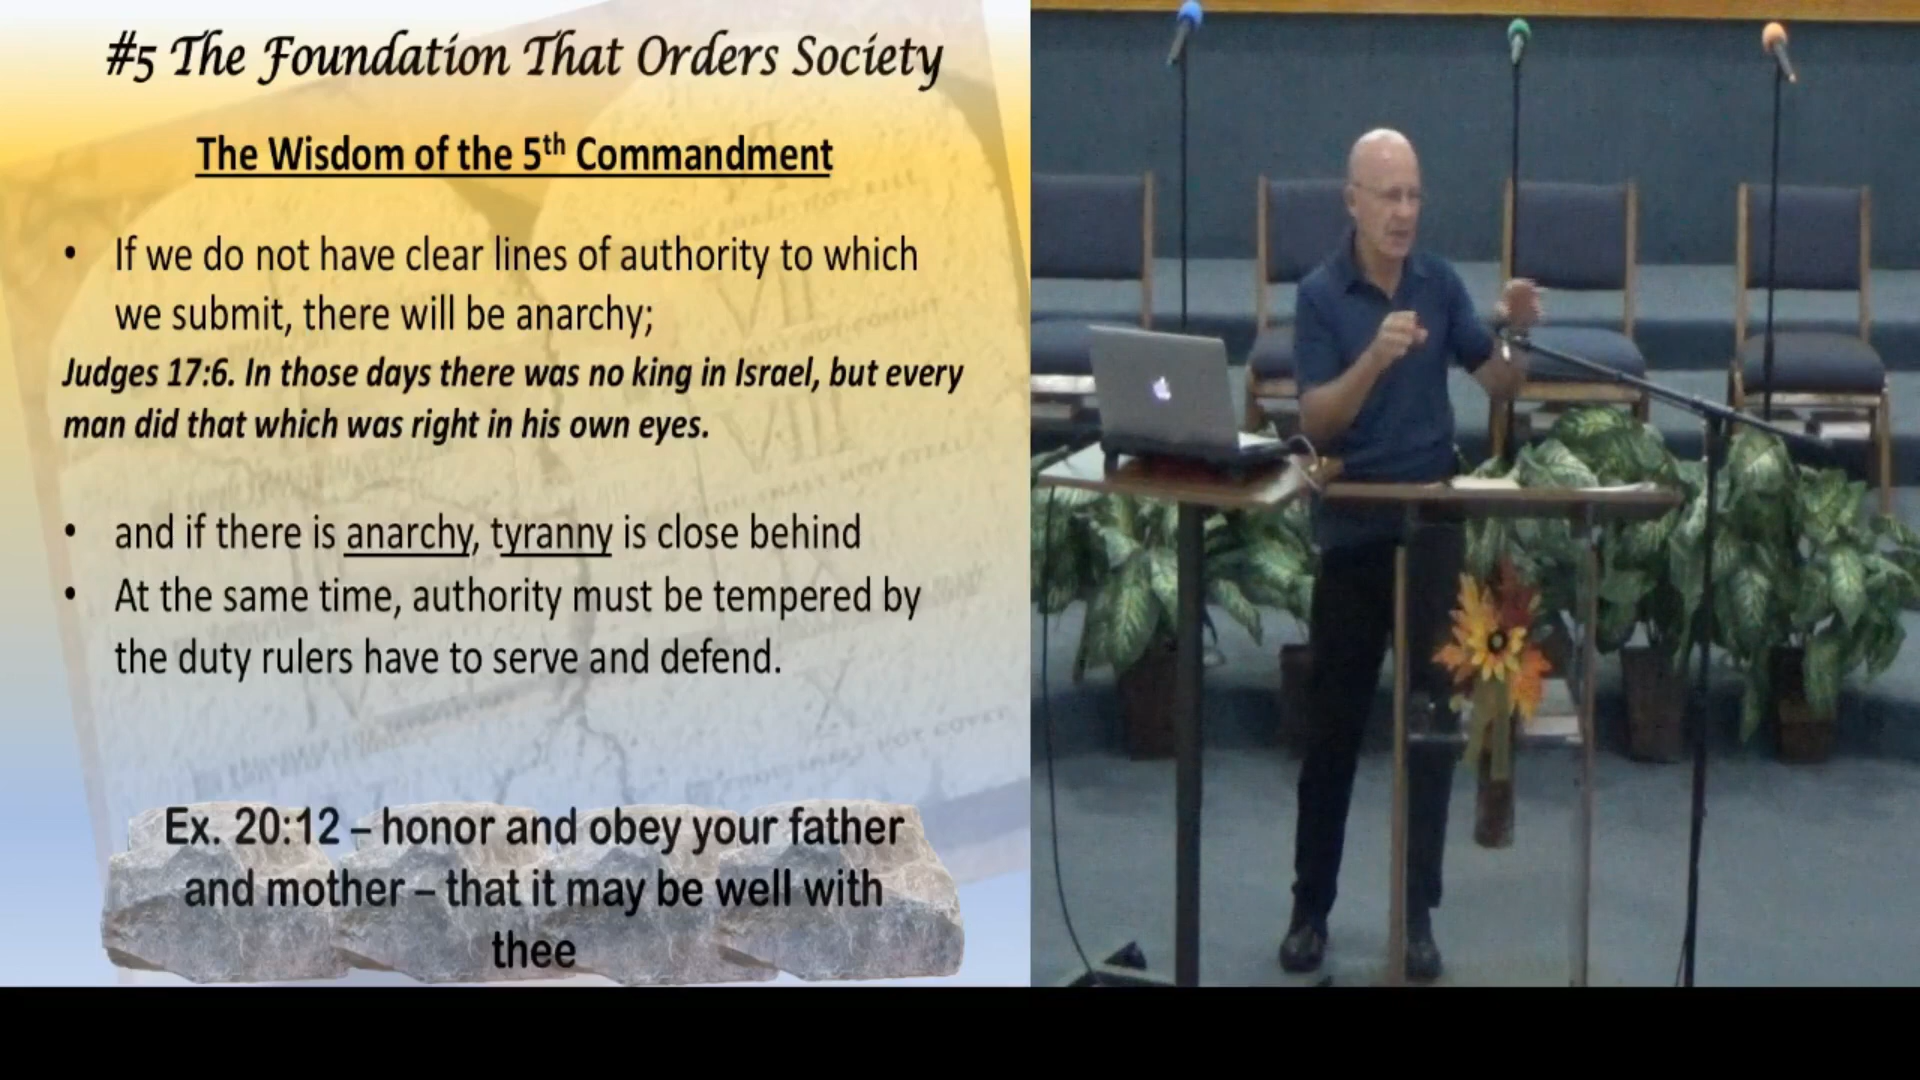 #5 The Foundation That Orders Society
The Wisdom of the 5th Commandment
• If we do not have clear lines of authority to which
we submit, there will be anarchy;
Judges 17:6. In those days there was no king in Israel, but every
man did that which was right in his own eyes.
• and if there is anarchy, tyranny is close behind
• At the same time, authority must be tempered by
the duty rulers have to serve and defend.
Ex. 20:12 – honor and obey your father
and mother – that it may be well with
thee
VII
VIII
X